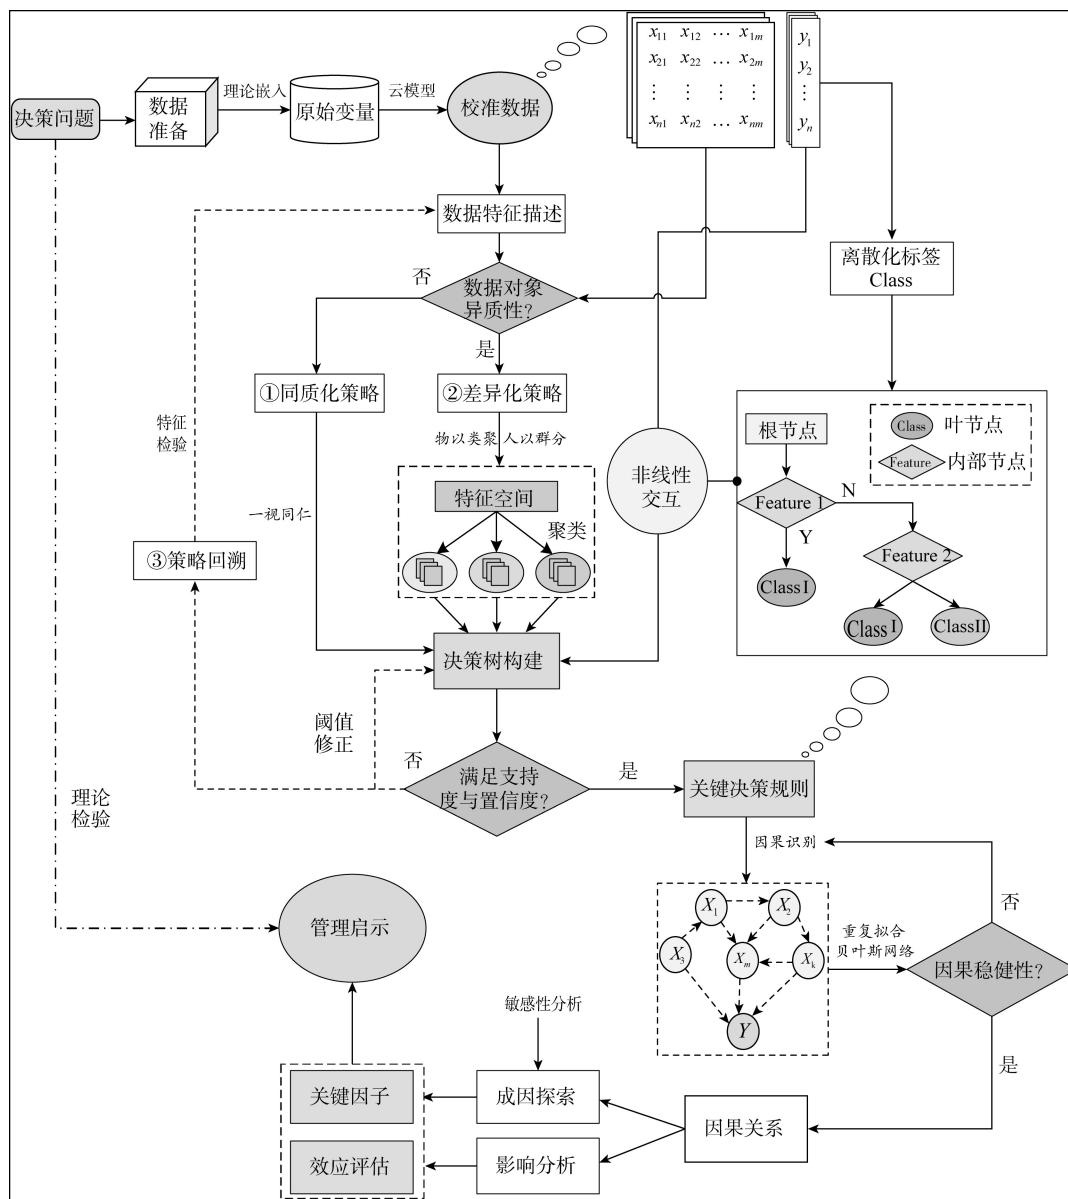 x11 x12 … x1m
x21 x22 … x2m
⋮ ⋮ ⋮ ⋮
xn1 xn2 … xnm
y1
y2
⋮
yn
决策问题
数据
准备
理论嵌入
原始变量
云模型
校准数据
数据特征描述
离散化标签
Class
否
数据对象
异质性?
是
①同质化策略
②差异化策略
特征
检验
物以类聚 人以群分
根节点
Class
叶节点
Feature
内部节点
非线性
交互
特征空间
聚类
一视同仁
Feature 1
N
Y
Feature 2
③策略回溯
Class I
Class I
Class II
决策树构建
阈值
修正
否
满足支持
度与置信度?
是
关键决策规则
理论
检验
因果识别
否
X1
X2
X3
Xm
Xk
Y
重复拟合
贝叶斯网络
因果稳健性?
管理启示
敏感性分析
是
关键因子
成因探索
因果关系
效应评估
影响分析